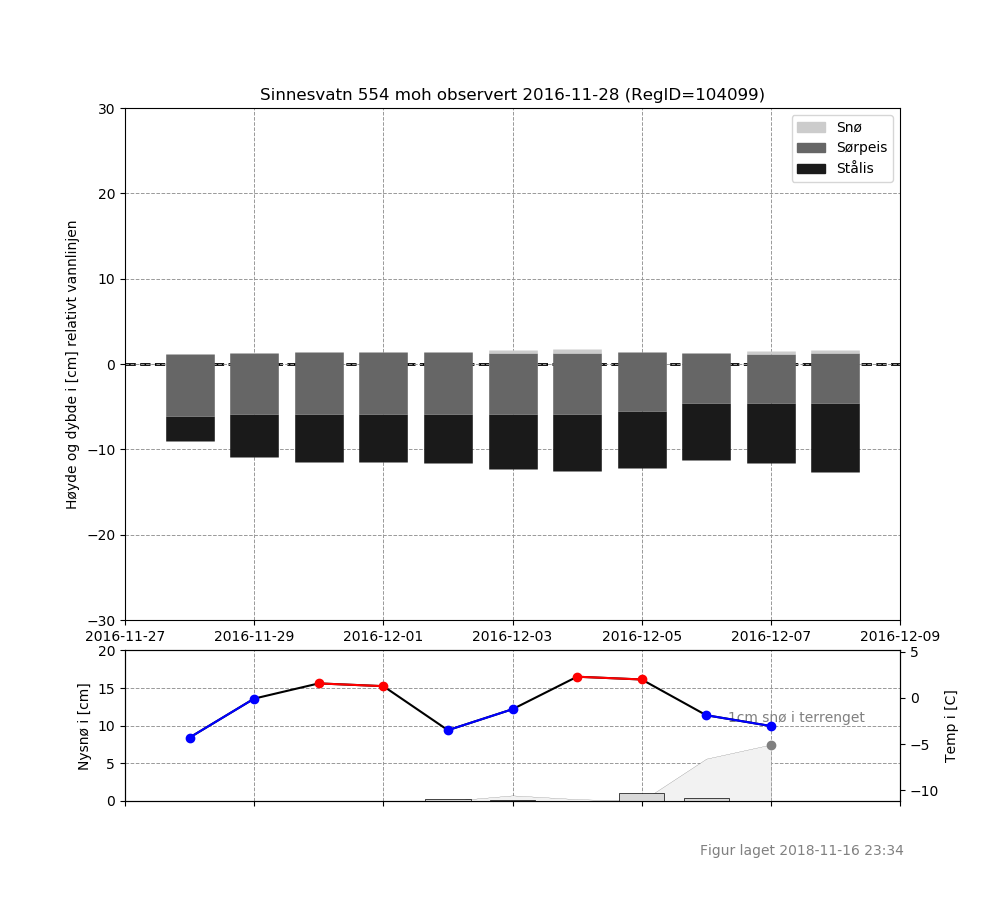 Sinnesvatn 554 moh observert 2016-11-28 (RegID=104099)
Høyde og dybde i [cm] relativt vannlinjen
30
20
10
0
−10
−20
−30
Snø
Sørpeis
Stålis
2016-11-27 2016-11-29 2016-12-01 2016-12-03 2016-12-05 2016-12-07 2016-12-09
Nysnø i [cm]
20
15
10
5
0
1cm snø i terrenget
5
0
−5
−10
Temp i [C]
Figur laget 2018-11-16 23:34